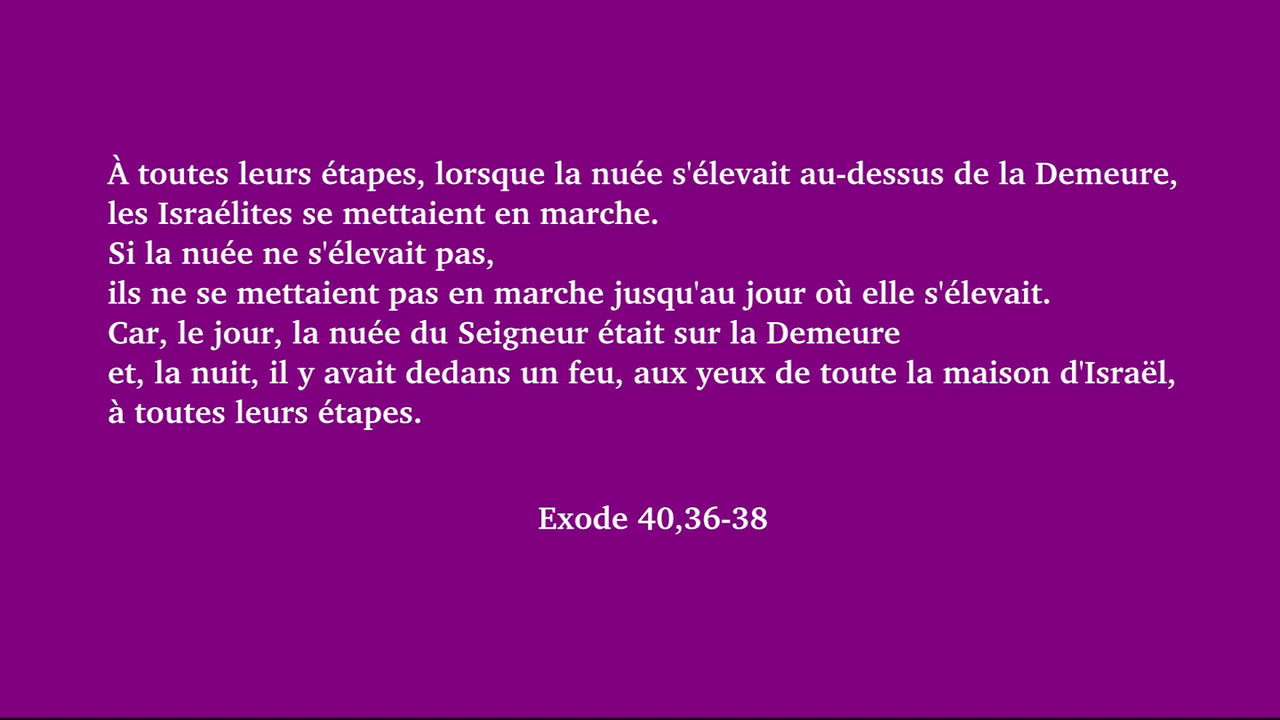 À toutes leurs étapes, lorsque la nuée s'élevait au-dessus de la Demeure,
les Israélites se mettaient en marche.
Si la nuée ne s'élevait pas,
ils ne se mettaient pas en marche jusqu'au jour où elle s'élevait.
Car, le jour, la nuée du Seigneur était sur la Demeure
et, la nuit, il y avait dedans un feu, aux yeux de toute la maison d'Israël,
à toutes leurs étapes.
Exode 40,36-38